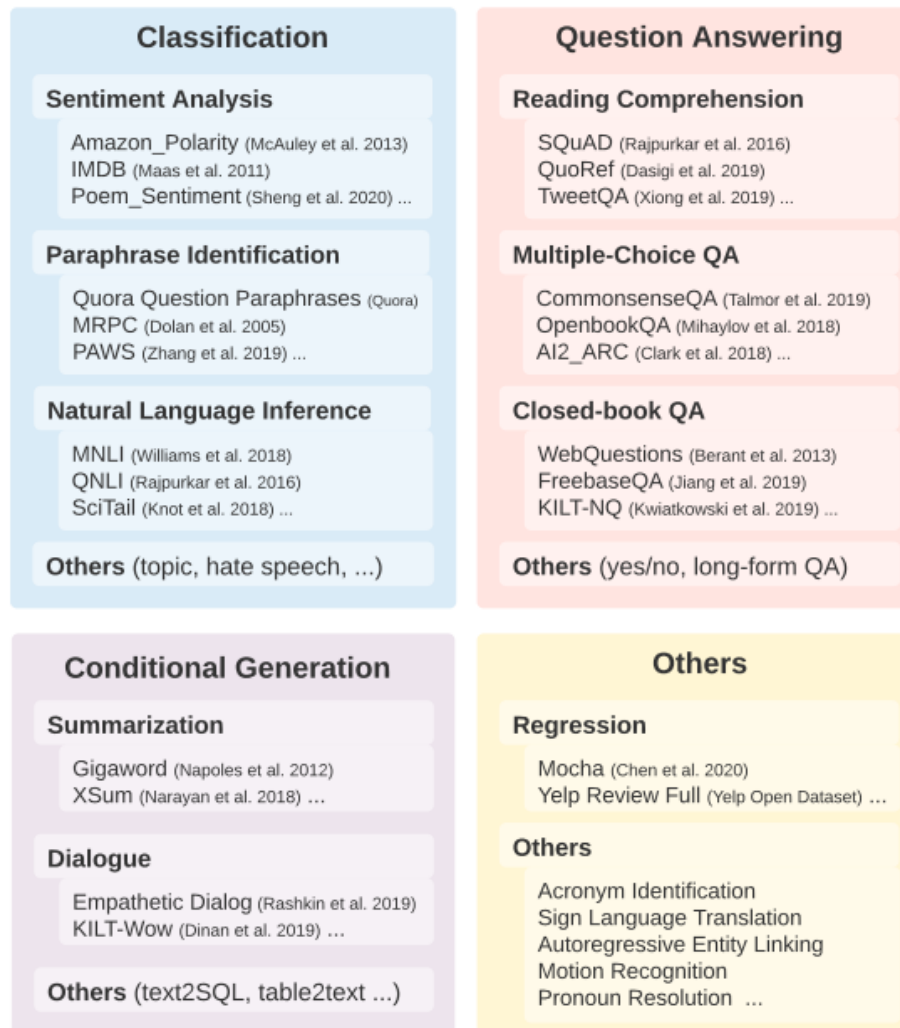 Classification
Sentiment Analysis
Amazon_Polarity (McAuley et al. 2013)
IMDB (Maas et al. 2011)
Poem_Sentiment (Sheng et al. 2020) ...
Paraphrase Identification
Quora Question Paraphrases (Quora)
MRPC (Dolan et al. 2005)
PAWS (Zhang et al. 2019) ...
Natural Language Inference
MNLI (Williams et al. 2018)
QNLI (Rajpurkar et al. 2016)
SciTail (Knot et al. 2018) ...
Others (topic, hate speech, ...)
Question Answering
Reading Comprehension
SQuAD (Rajpurkar et al. 2016)
QuoRef (Dasigi et al. 2019)
TweetQA (Xiong et al. 2019) ...
Multiple-Choice QA
CommonsenseQA (Talmor et al. 2019)
OpenbookQA (Mihaylov et al. 2018)
AI2_ARC (Clark et al. 2018) ...
Closed-book QA
WebQuestions (Berant et al. 2013)
FreebaseQA (Jiang et al. 2019)
KILT-NQ (Kwiatkowski et al. 2019) ...
Others (yes/no, long-form QA)
Conditional Generation
Summarization
Gigaword (Napoles et al. 2012)
XSum (Narayan et al. 2018) ...
Dialogue
Empathetic Dialog (Rashkin et al. 2019)
KILT-Wow (Dinan et al. 2019) ...
Others (text2SQL, table2text ...)
Others
Regression
Mocha (Chen et al. 2020)
Yelp Review Full (Yelp Open Dataset) ...
Others
Acronym Identification
Sign Language Translation
Autoregressive Entity Linking
Motion Recognition
Pronoun Resolution ...